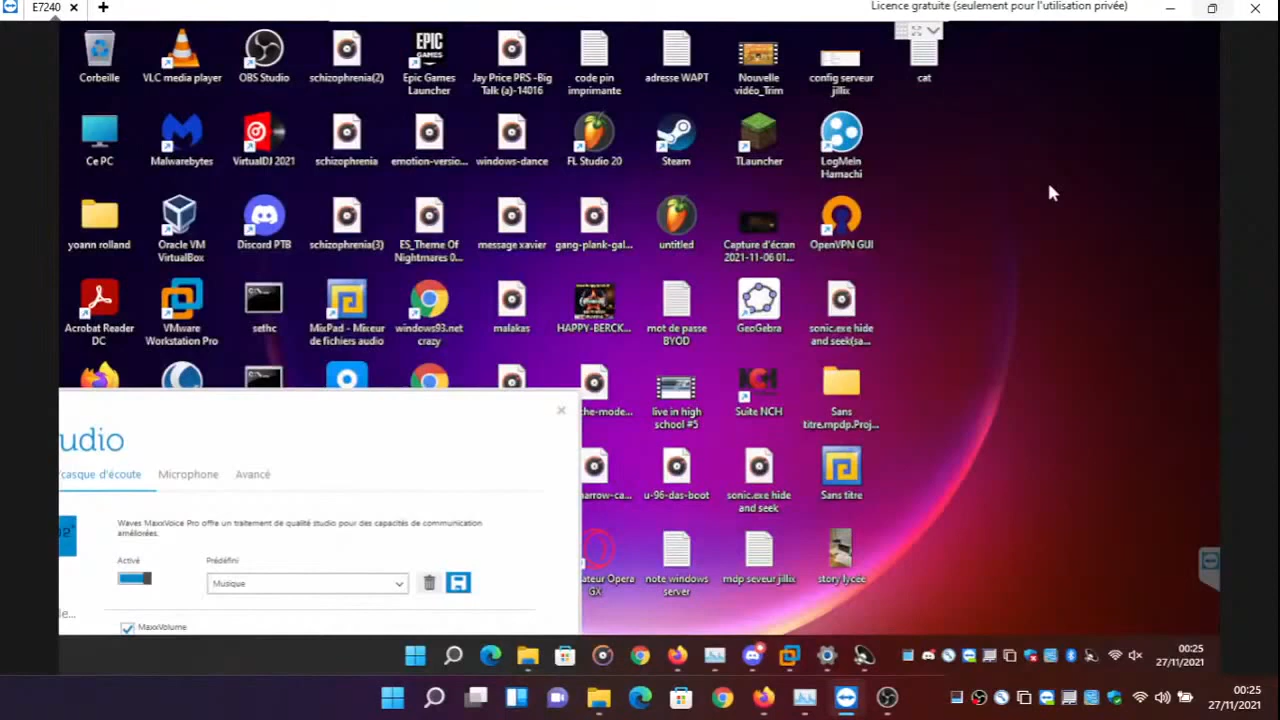 E7240
Licence gratuite (seulement pour l'utilisation privée)
Corbeille
VLC media player
OBS Studio
schizophrenia(2)
Epic Games
Launcher
Jay Price PRS -Big
Talk (a)-14016
code pin
imprimante
adresse WAPT
Nouvelle
vidéo_Trim
config serveur
jillix
cat
Ce PC
Malwarebytes
VirtualDJ 2021
schizophrenia
emotion-versio...
windows-dance
FL Studio 20
Steam
TLauncher
LogMeIn
Hamachi
yoann rolland
Oracle VM
VirtualBox
Discord PTB
schizophrenia(3)
ES_Theme Of
Nightmares 0...
message xavier
gang-plank-gal...
untitled
Capture d'écran
2021-11-06 01...
OpenVPN GUI
Acrobat Reader
DC
VMware
Workstation Pro
sethc
MixPad - Mixeur
de fichiers audio
windows93.net
crazy
malakas
HAPPY-BERCK...
mot de passe
BYOD
GeoGebra
sonic.exe hide
and seek(sa...
he-mode...
live in high
school #5
Suite NCH
Sans
titre.mpdp.Proj...
udio
casque d'écoute
Microphone
Avancé
arrow-ca...
u-96-das-boot
sonic.exe hide
and seek
Sans titre
Waves MaxxVoice Pro offre un traitement de qualité studio pour des capacités de communication
améliorées.
Activé
Prédéfini
Musique
le...
MaxxVolume
ateur Opera
GX
note windows
server
mdp seveur jillix
story lycée
00:25
27/11/2021
00:25
27/11/2021